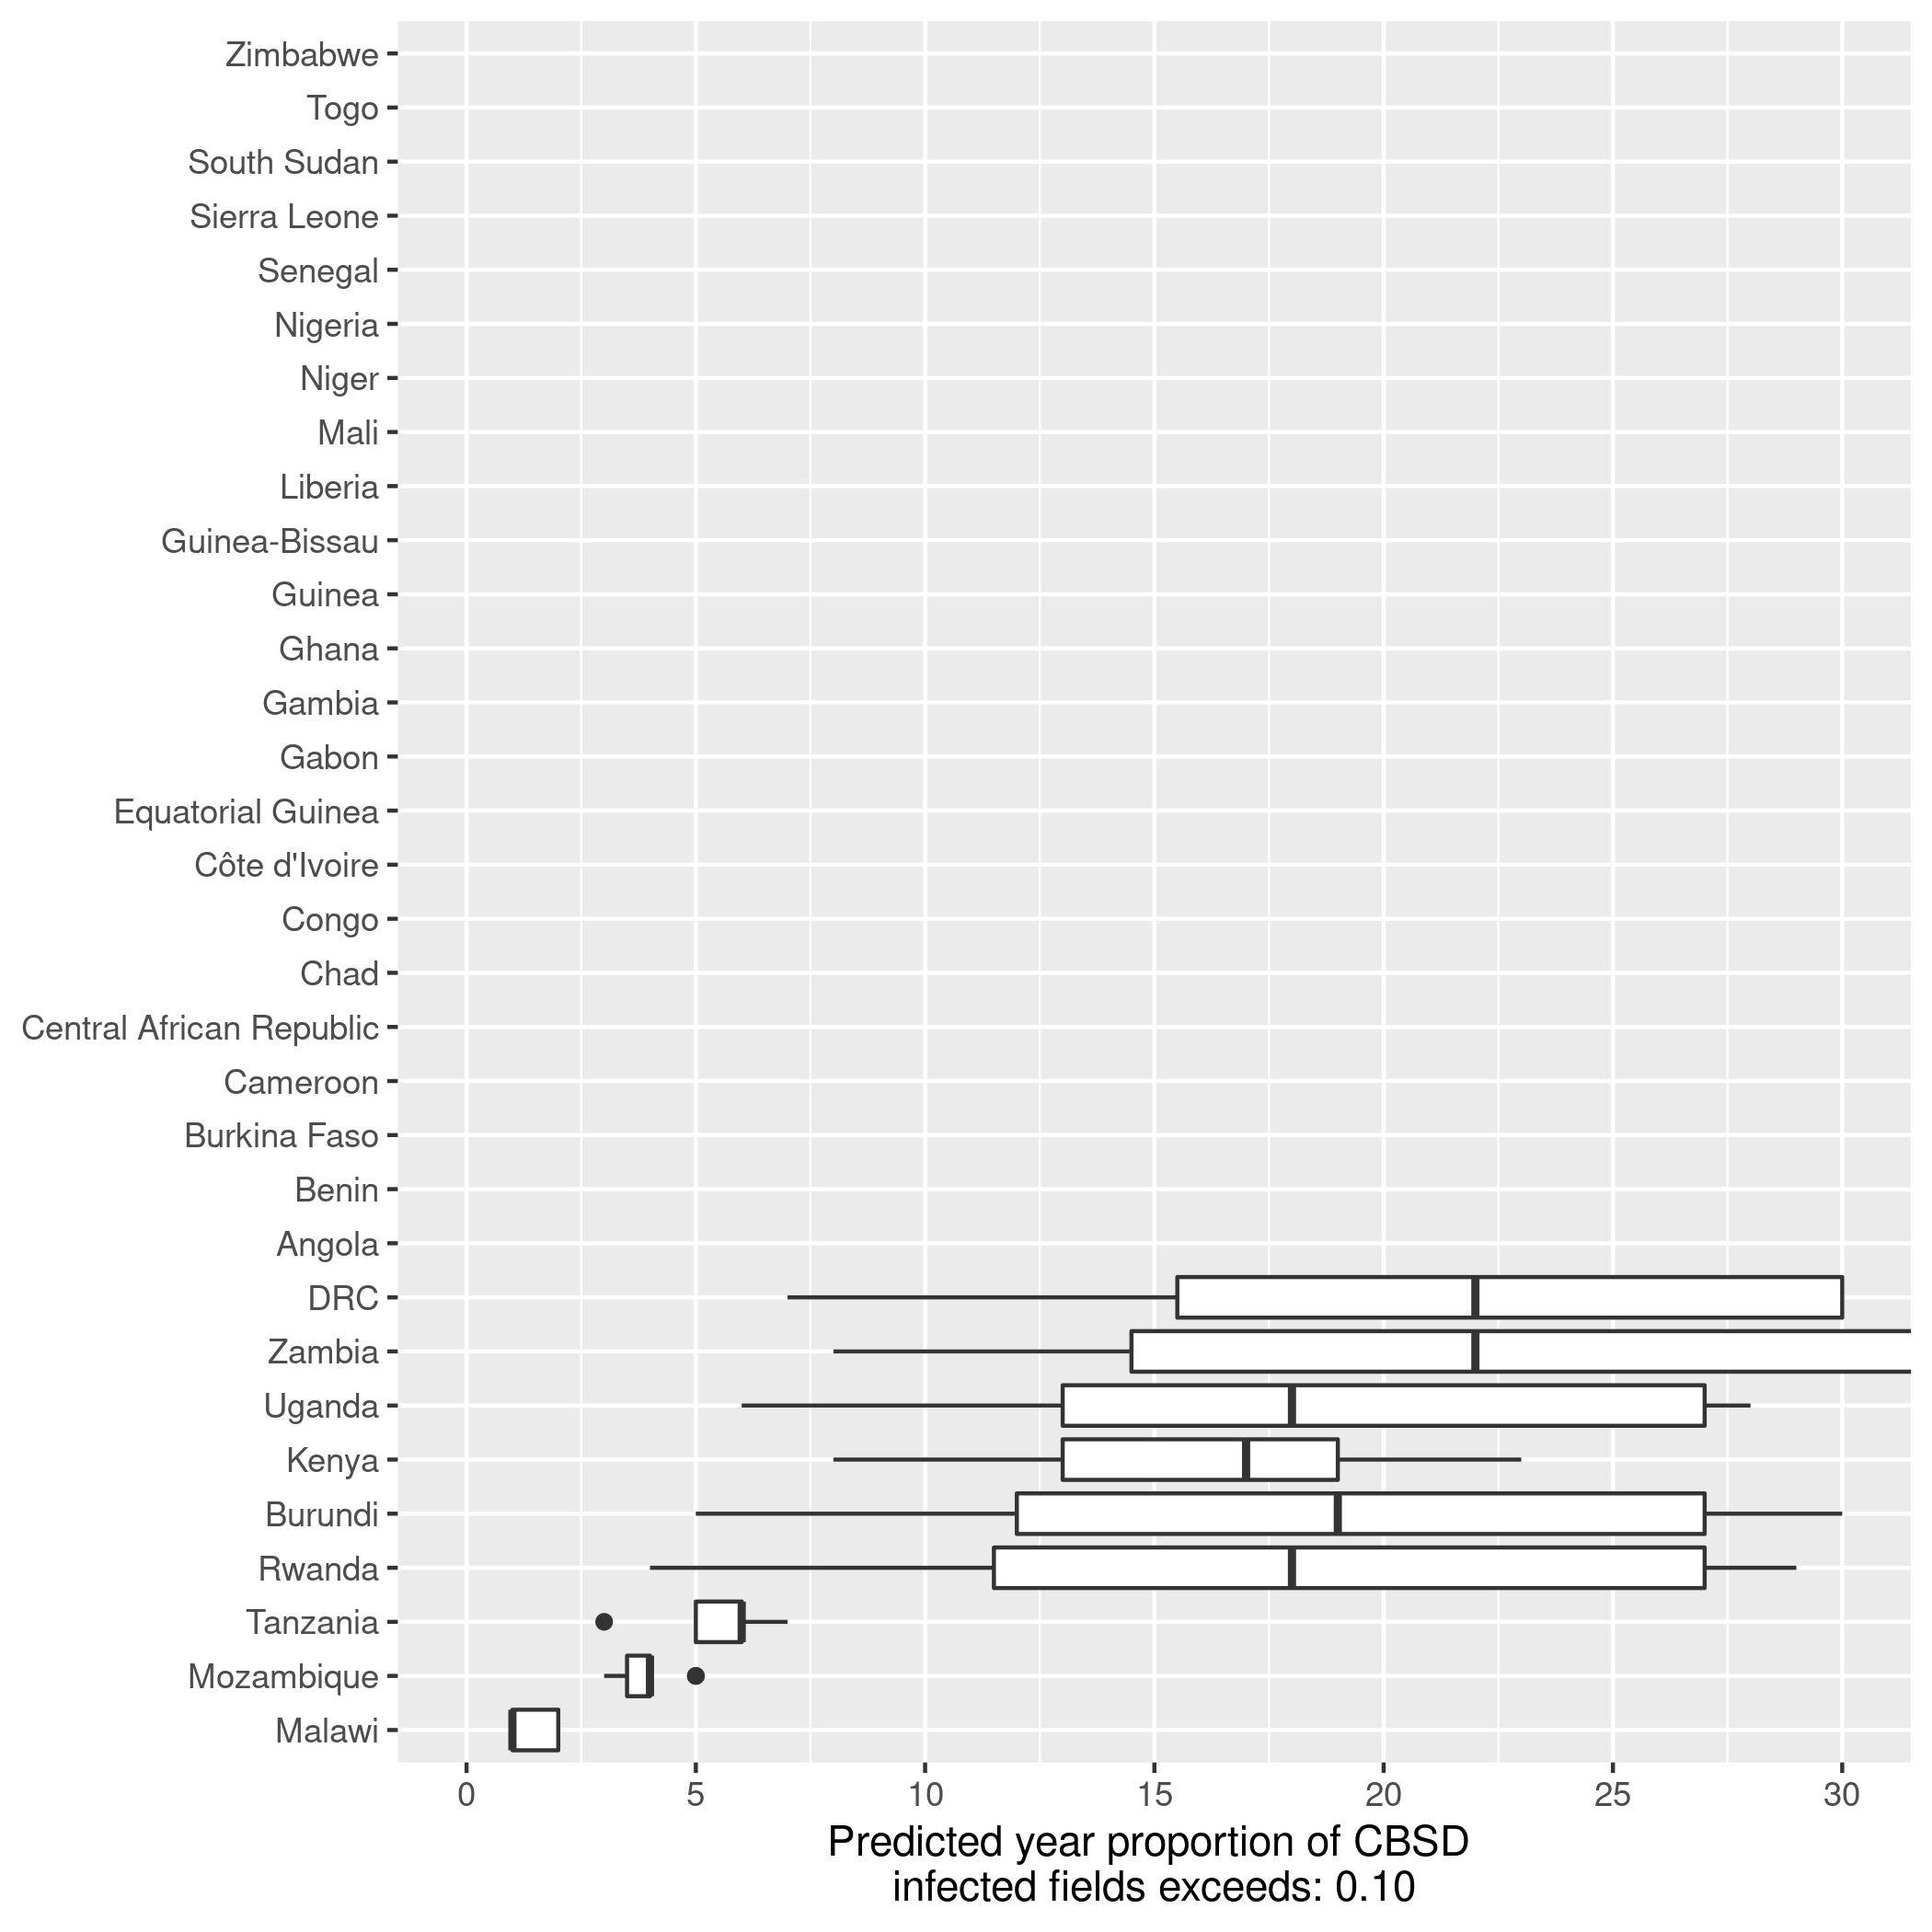 Zimbabwe
Togo
South Sudan
Sierra Leone
Senegal
Nigeria
Niger
Mali
Liberia
Guinea-Bissau
Guinea
Ghana
Gambia
Gabon
Equatorial Guinea
Côte d'Ivoire
Congo
Chad
Central African Republic
Cameroon
Burkina Faso
Benin
Angola
DRC
Zambia
Uganda
Kenya
Burundi
Rwanda
Tanzania
Mozambique
Malawi
0 5 10 15 20 25 30
Predicted year proportion of CBSD
infected fields exceeds: 0.10